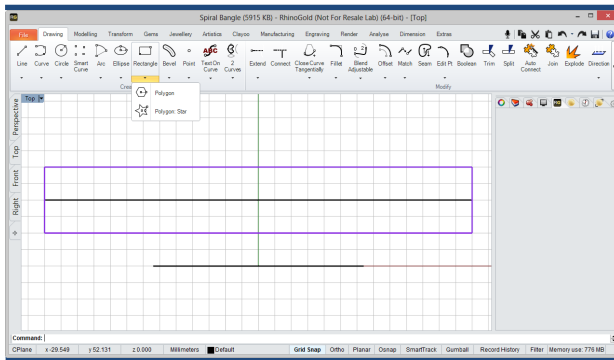 Spiral Bangle (5915 KB) - RhinoGold (Not For Resale Lab) (64-bit) - [Top]
File Drawing Modelling Transform Gems Jewellery Artistics Clayoo Manufacturing Engraving Render Analyse Dimension Extras
Line Curve Circle Smart Curve Arc Ellipse Rectangle Bevel Point Text On Curve 2 Curves Extend Connect Close Curve Tangentially Fillet Blend Adjustable Offset Match Seam Edit Pt Boolean Trim Split Auto Connect Join Explode Direction
Modify
Polygon
Polygon: Star
Top
Perspective
Top
Front
Right
Command:
CPlane x -29.549 y 52.131 z 0.000 Millimeters Default Grid Snap Ortho Planar Osnap SmartTrack Gumball Record History Filter Memory use: 776 MB